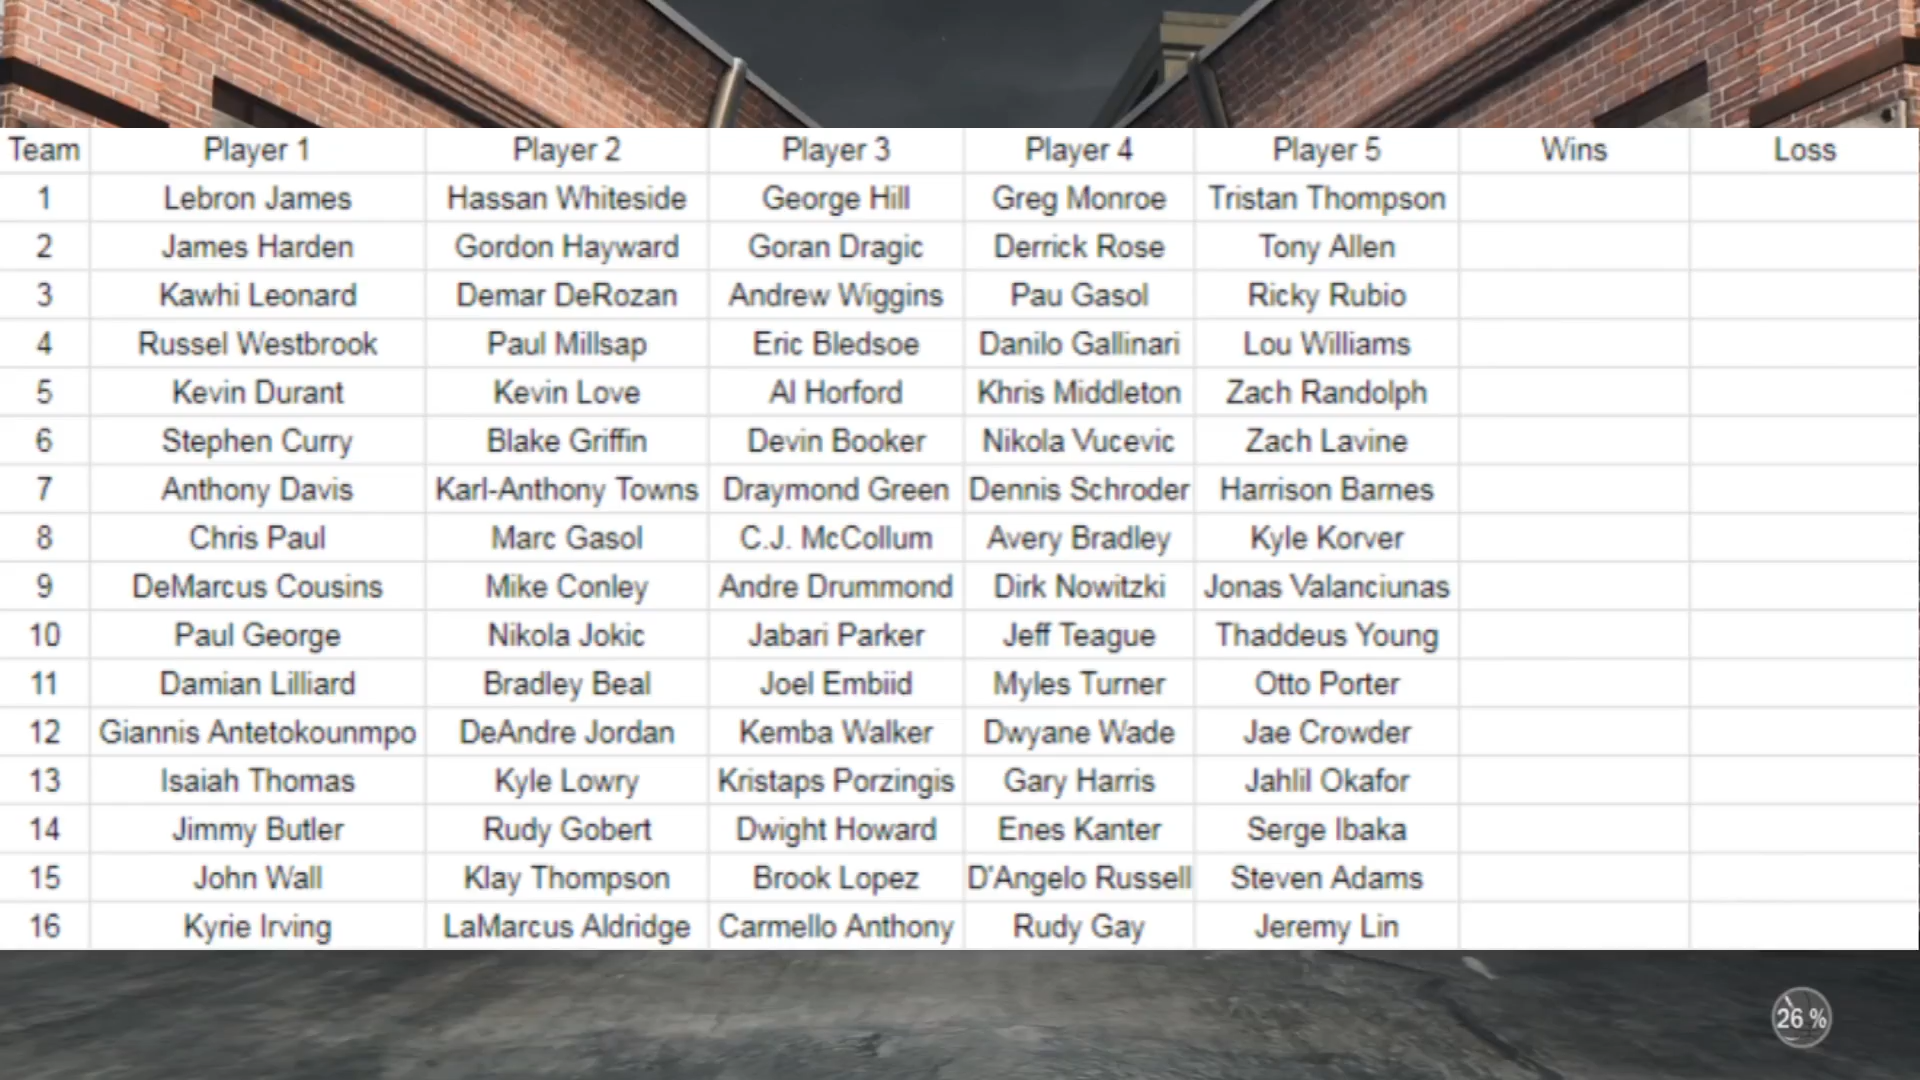 Team Player 1 Player 2 Player 3 Player 4 Player 5 Wins Loss
1 Lebron James Hassan Whiteside George Hill Greg Monroe Tristan Thompson
2 James Harden Gordon Hayward Goran Dragic Derrick Rose Tony Allen
3 Kawhi Leonard Demar DeRozan Andrew Wiggins Pau Gasol Ricky Rubio
4 Russel Westbrook Paul Millsap Eric Bledsoe Danilo Gallinari Lou Williams
5 Kevin Durant Kevin Love Al Horford Khris Middleton Zach Randolph
6 Stephen Curry Blake Griffin Devin Booker Nikola Vucevic Zach Lavine
7 Anthony Davis Karl-Anthony Towns Draymond Green Dennis Schroder Harrison Barnes
8 Chris Paul Marc Gasol C.J. McCollum Avery Bradley Kyle Korver
9 DeMarcus Cousins Mike Conley Andre Drummond Dirk Nowitzki Jonas Valanciunas
10 Paul George Nikola Jokic Jabari Parker Jeff Teague Thaddeus Young
11 Damian Lilliard Bradley Beal Joel Embiid Myles Turner Otto Porter
12 Giannis Antetokounmpo DeAndre Jordan Kemba Walker Dwyane Wade Jae Crowder
13 Isaiah Thomas Kyle Lowry Kristaps Porzingis Gary Harris Jahlil Okafor
14 Jimmy Butler Rudy Gobert Dwight Howard Enes Kanter Serge Ibaka
15 John Wall Klay Thompson Brook Lopez D'Angelo Russell Steven Adams
16 Kyrie Irving LaMarcus Aldridge Carmello Anthony Rudy Gay Jeremy Lin
26 %